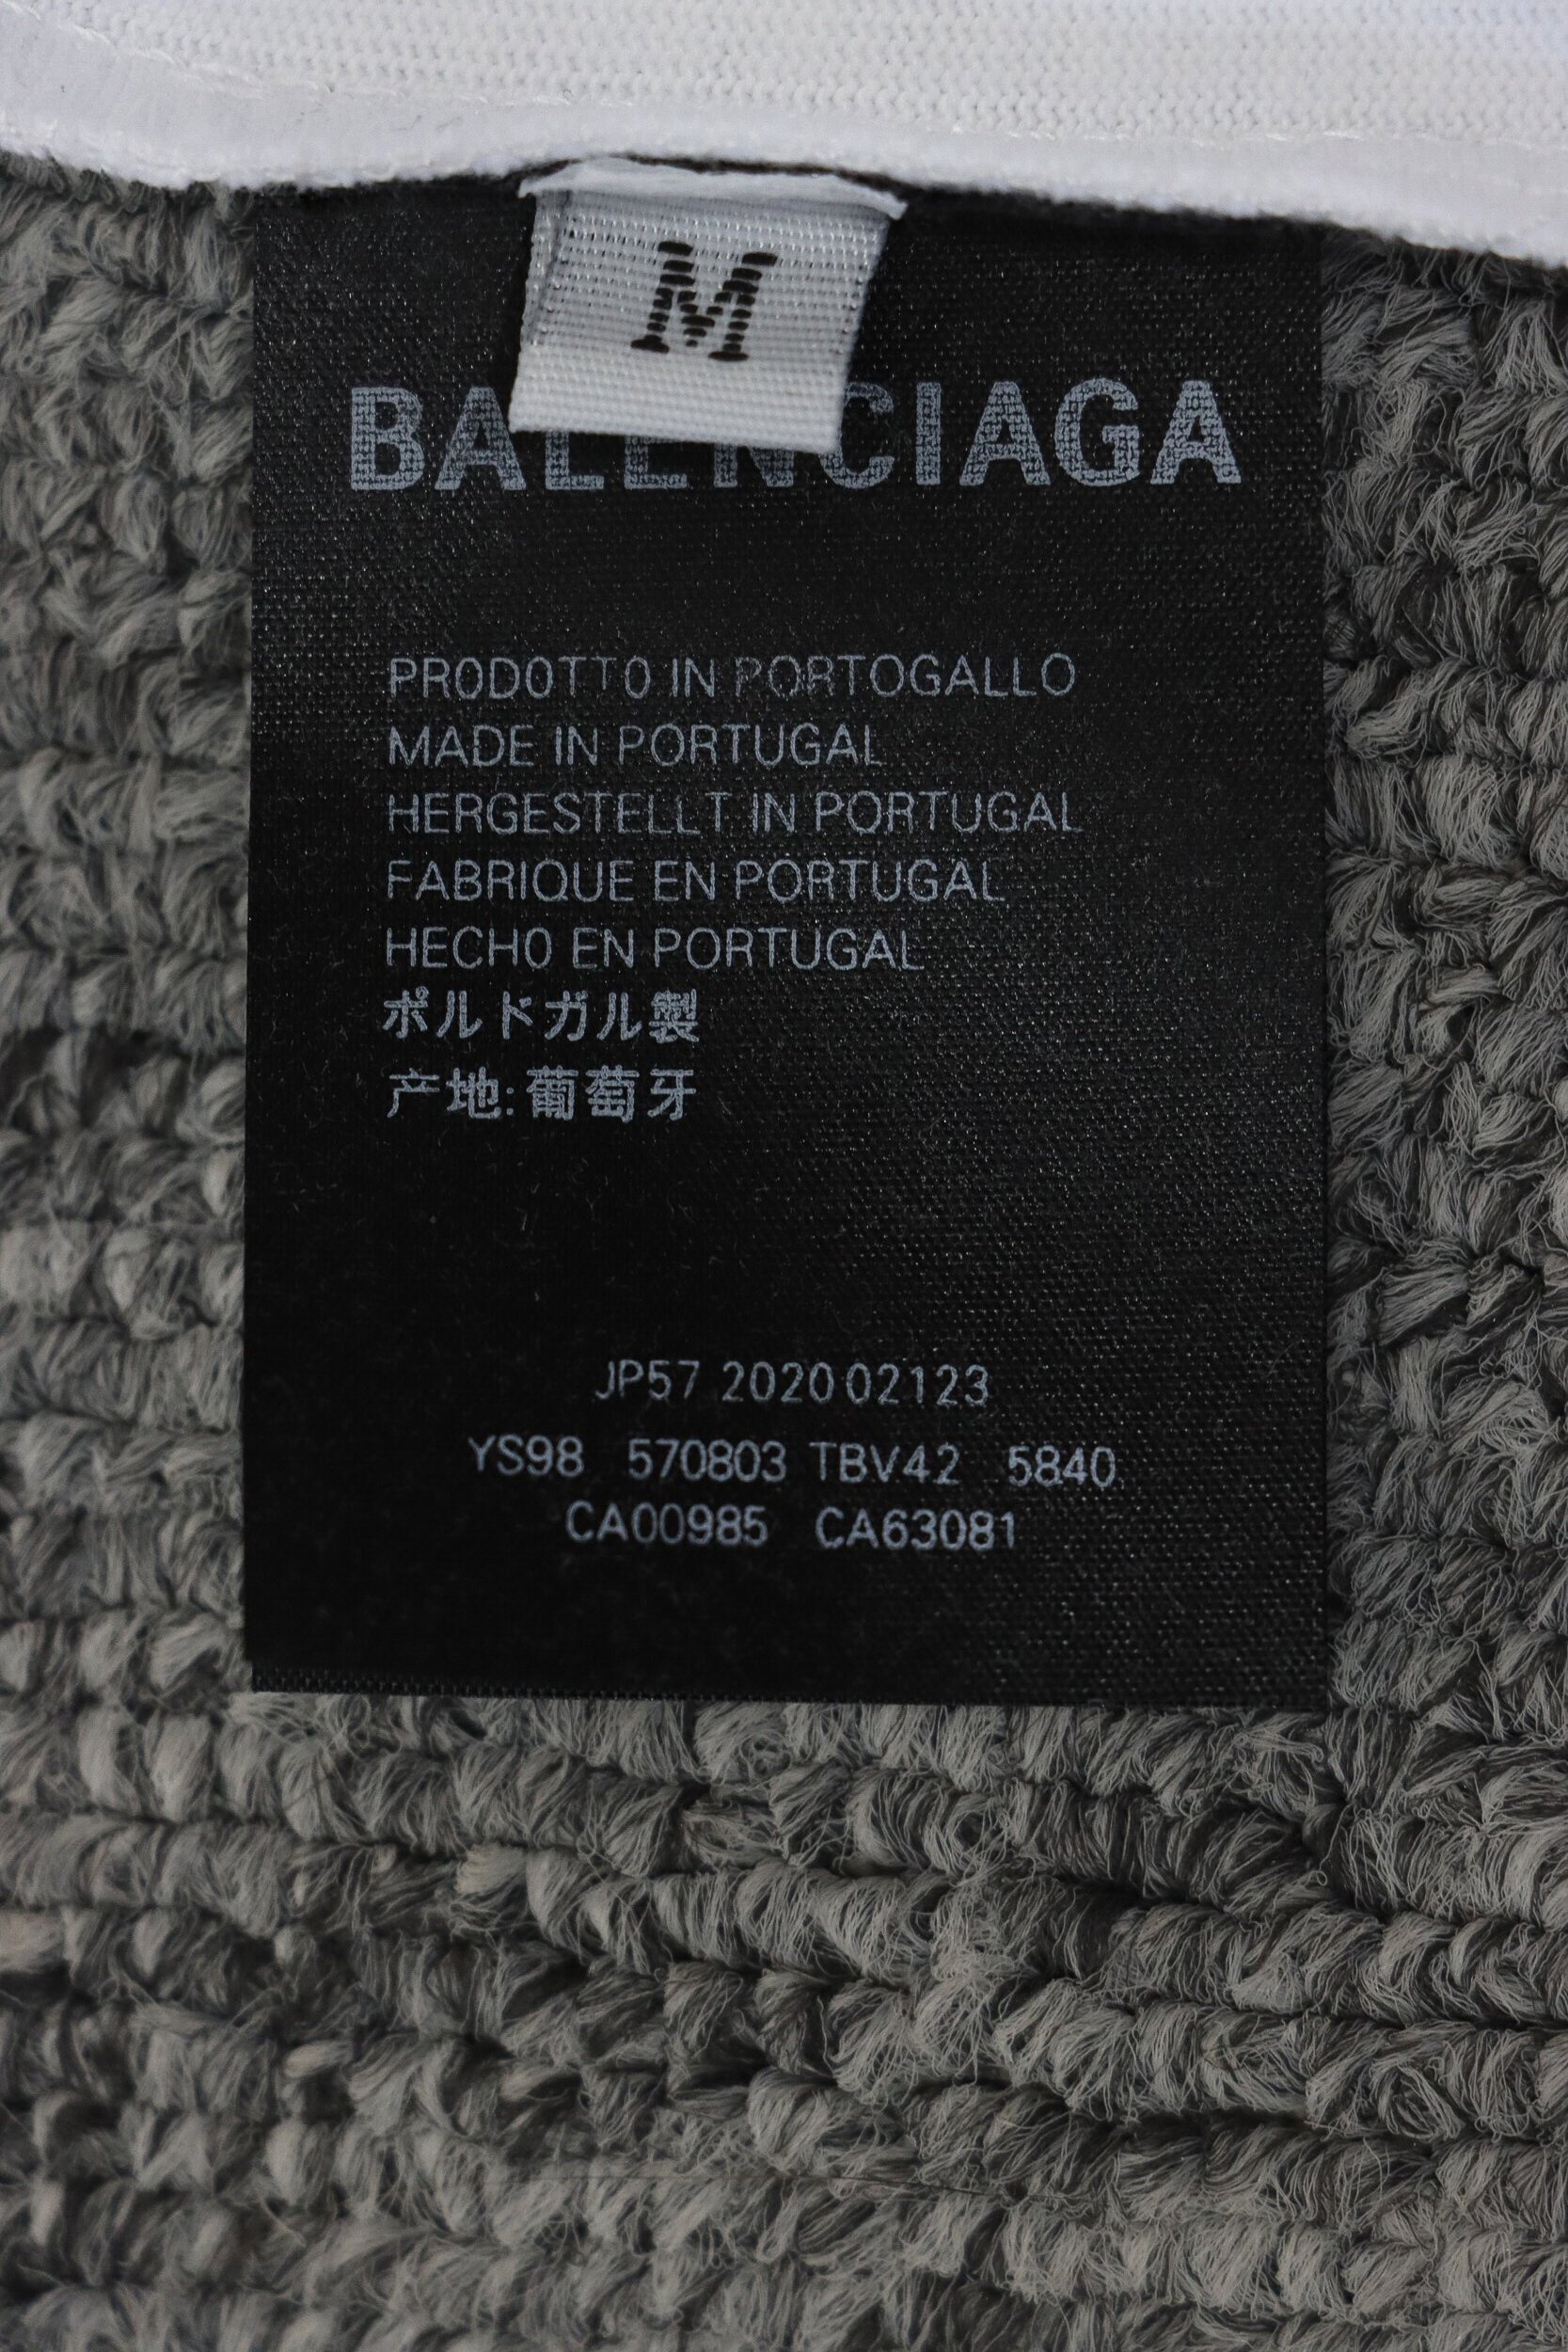 M
BALENCIAGA
PRODOTTO IN PORTOGALLO
MADE IN PORTUGAL
HERGESTELLT IN PORTUGAL
FABRIQUE EN PORTUGAL
HECHO EN PORTUGAL
ポルドガル製
产地: 葡萄牙
JP57 2020 02123
YS98 570803 TBV42 5840
CA00985 CA63081